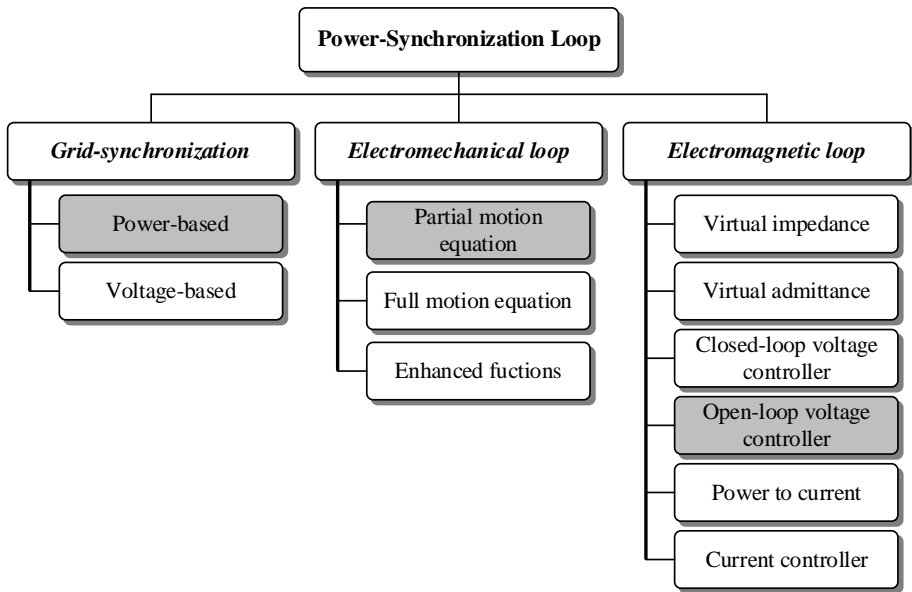 Power-Synchronization Loop
Grid-synchronization
Power-based
Voltage-based
Electromechanical loop
Partial motion
equation
Full motion equation
Enhanced fuctions
Electromagnetic loop
Virtual impedance
Virtual admittance
Closed-loop voltage
controller
Open-loop voltage
controller
Power to current
Current controller